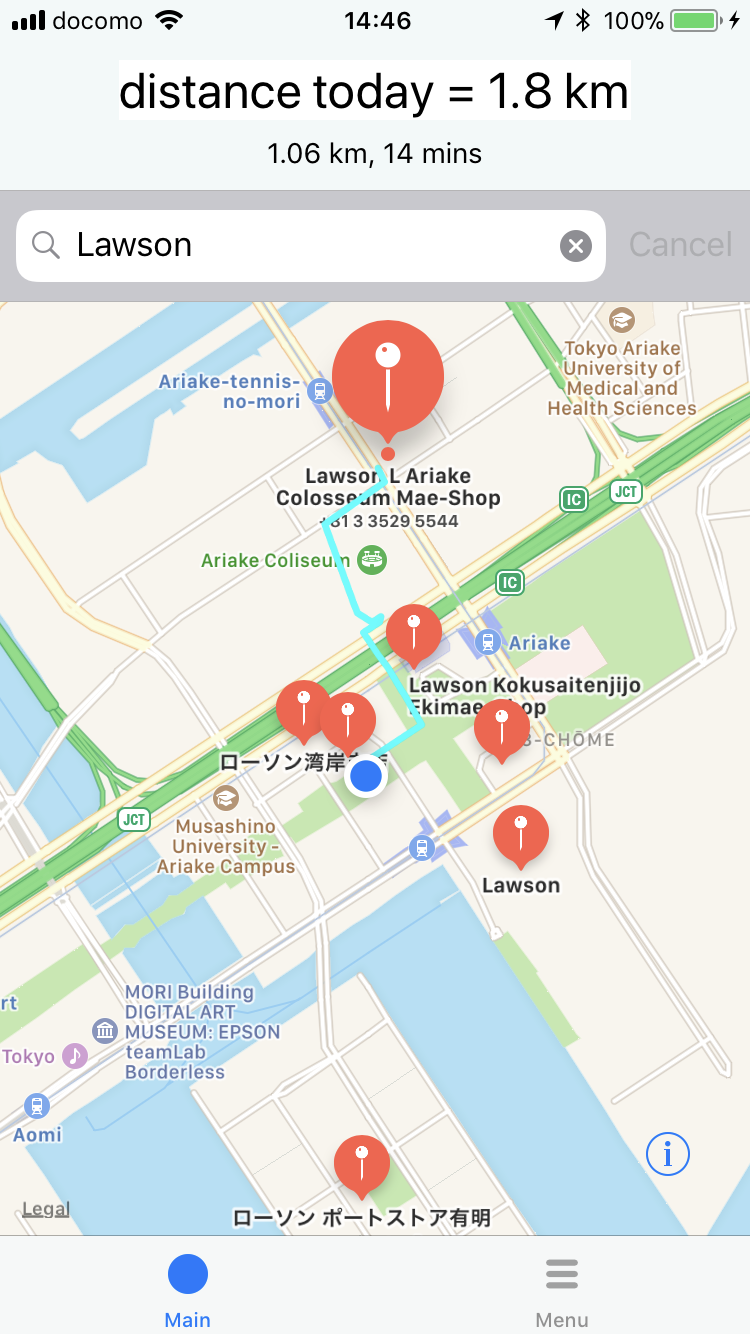 docomo 14:46 100%
distance today = 1.8 km
1.06 km, 14 mins
Lawson Cancel
Tokyo Ariake
University of
Medical and
Health Sciences
Ariake-tennis-
no-mori
Lawson L Ariake
Colosseum Mae-Shop
+81 3 3529 5544
IC
JCT
Ariake Coliseum
IC
Ariake
Lawson Kokusaitenjijo
Ekimae-Shop
3-CHŌME
ローソン湾岸
JCT
Musashino
University -
Ariake Campus
Lawson
MORI Building
DIGITAL ART
MUSEUM: EPSON
teamLab
Borderless
rt
Tokyo
Aomi
Legal
ローソン ポートストア有明
Main Menu